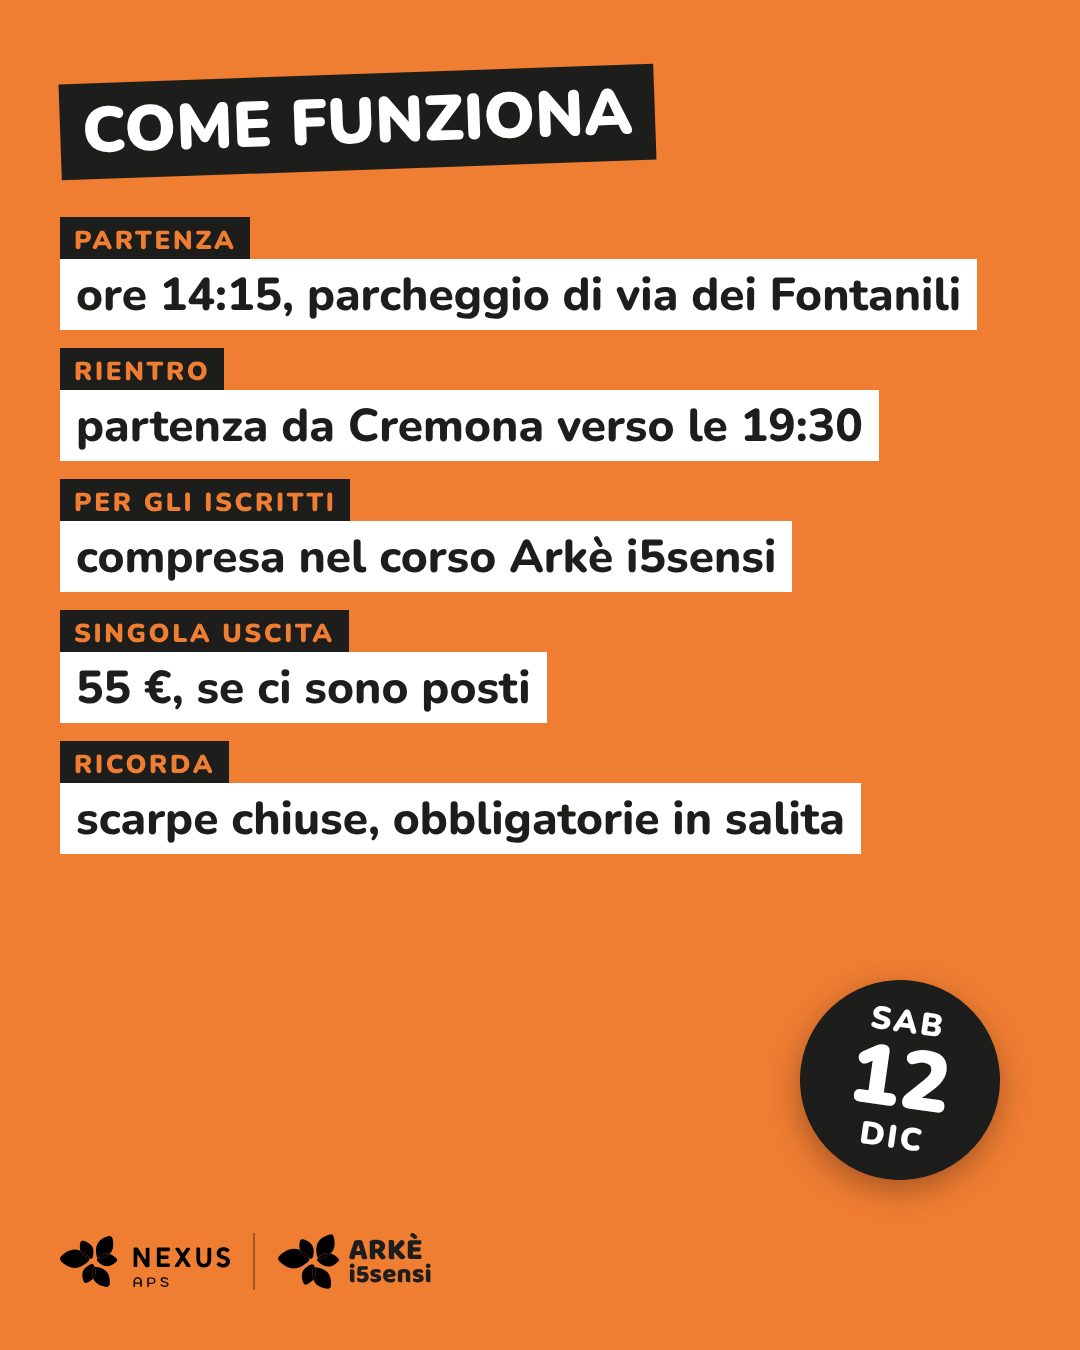 COME FUNZIONA
PARTENZA
ore 14:15, parcheggio di via dei Fontanili
RIENTRO
partenza da Cremona verso le 19:30
PER GLI ISCRITTI
compresa nel corso Arkè i5sensi
SINGOLA USCITA
55 €, se ci sono posti
RICORDA
scarpe chiuse, obbligatorie in salita
SAB
12
DIC
NEXUS
APS
ARKÈ
i5sensi